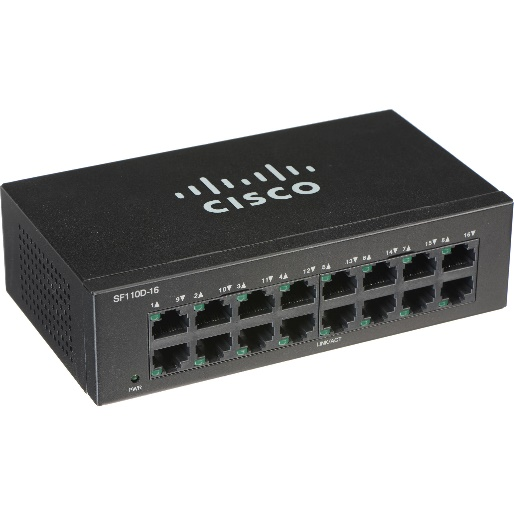 CISCO
SF110D-16
1▲ 9▼ 2▲ 10▼ 3▲ 11▼ 4▲ 12▼ 5▲ 13▼ 6▲ 14▼ 7▲ 15▼ 8▲ 16▼
LINK/ACT
PWR